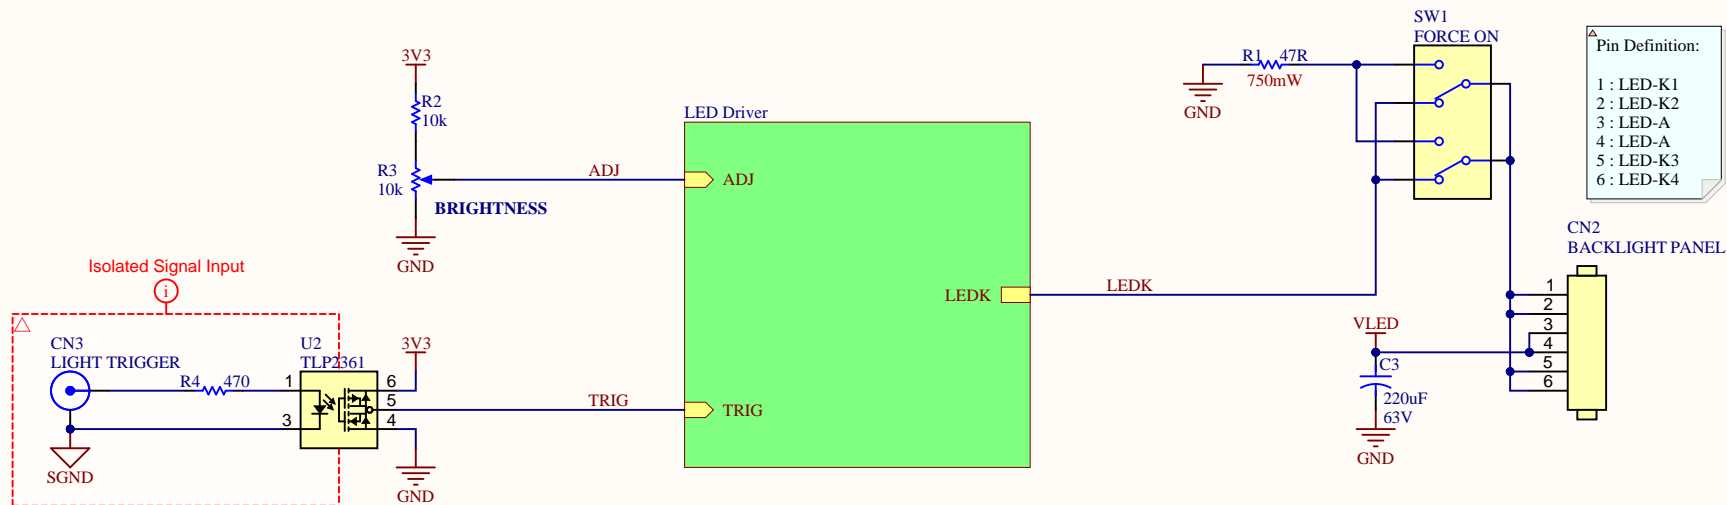 SW1
FORCE ON
R1 47R
750mW
GND
Pin Definition:
1 : LED-K1
2 : LED-K2
3 : LED-A
4 : LED-A
5 : LED-K3
6 : LED-K4
3V3
R2
10k
R3
10k
BRIGHTNESS
GND
ADJ
LED Driver
ADJ
LEDK
TRIG
LEDK
CN2
BACKLIGHT PANEL
1
2
3
4
5
6
VLED
C3
220uF
63V
GND
Isolated Signal Input
i
CN3
LIGHT TRIGGER
R4 470
SGND
U2
TLP2361
1
3
6
5
4
3V3
TRIG
GND